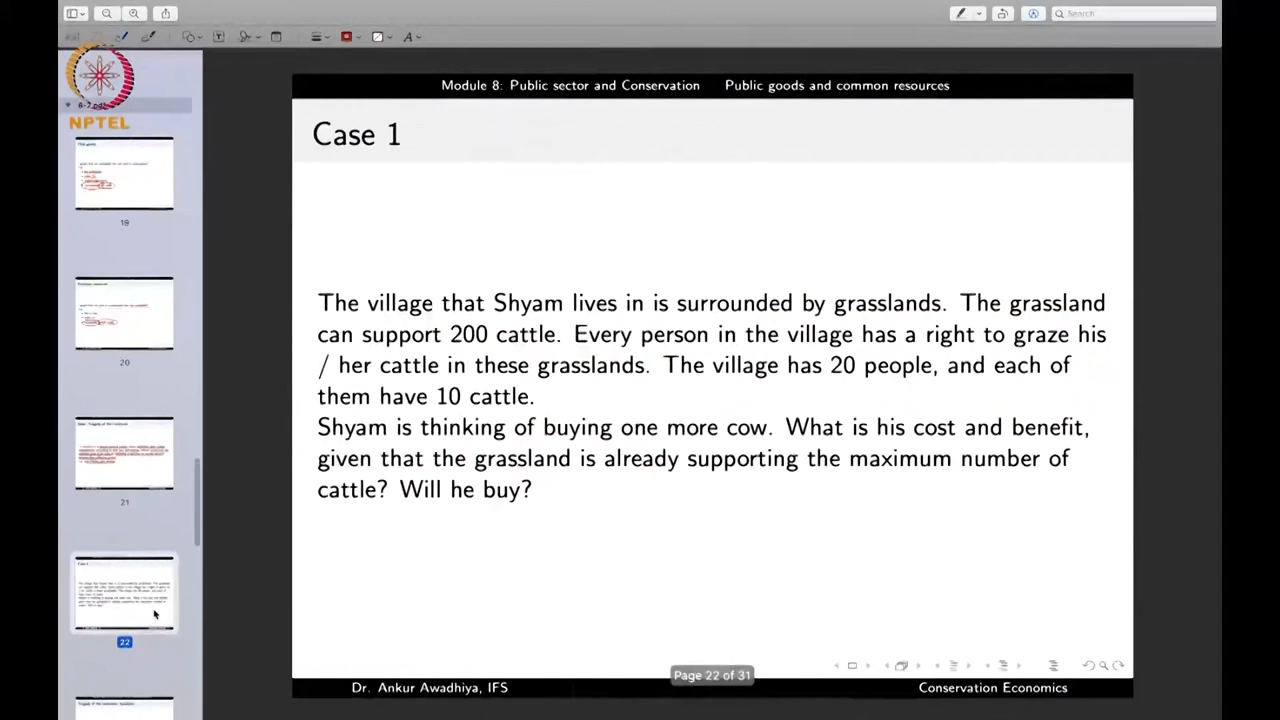 Search
8-2.pdf
NPTEL
19
20
21
22
Module 8: Public sector and Conservation Public goods and common resources
Case 1
The village that Shyam lives in is surrounded by grasslands. The grassland
can support 200 cattle. Every person in the village has a right to graze his
/ her cattle in these grasslands. The village has 20 people, and each of
them have 10 cattle.
Shyam is thinking of buying one more cow. What is his cost and benefit,
given that the grassland is already supporting the maximum number of
cattle? Will he buy?
Page 22 of 31
Dr. Ankur Awadhiya, IFS Conservation Economics